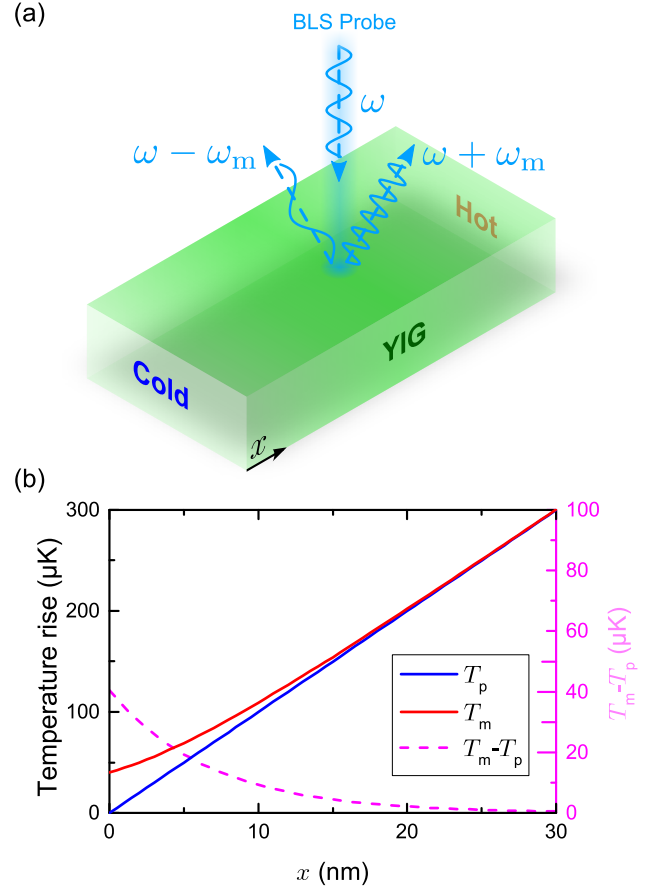 (a)
BLS Probe
ω
ω − ωm
ω + ωm
Hot
YIG
Cold
x
(b)
300
200
100
0
Temperature rise (μK)
100
80
60
40
20
0
Tm-Tp (μK)
Tp
Tm
Tm-Tp
0
10
20
30
x (nm)